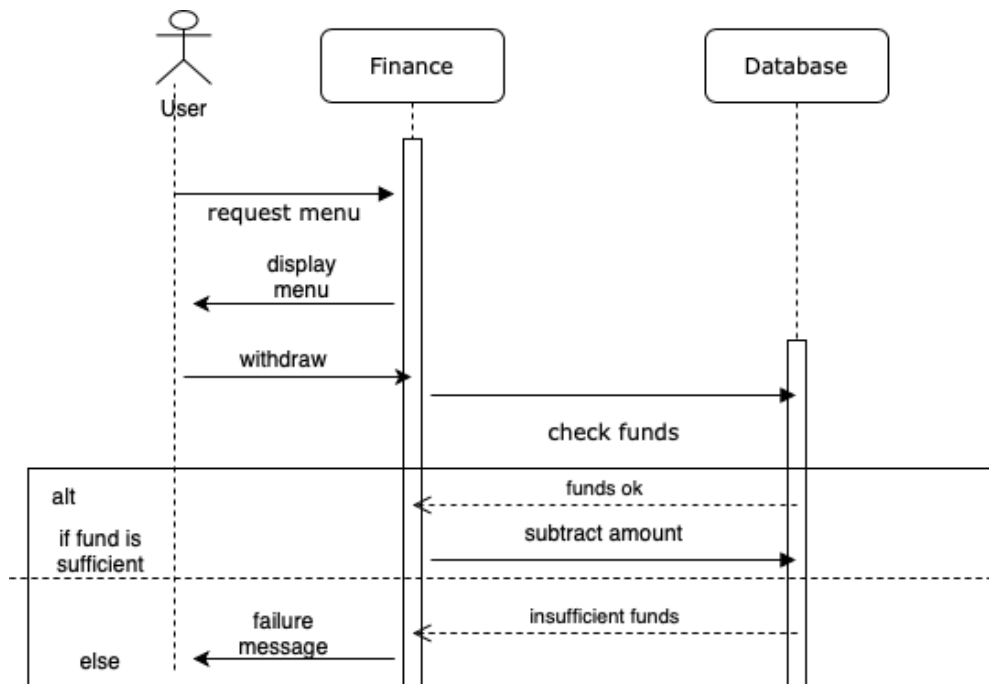 Finance
Database
User
request menu
display
menu
withdraw
check funds
alt
funds ok
if fund is
sufficient
subtract amount
insufficient funds
failure
message
else